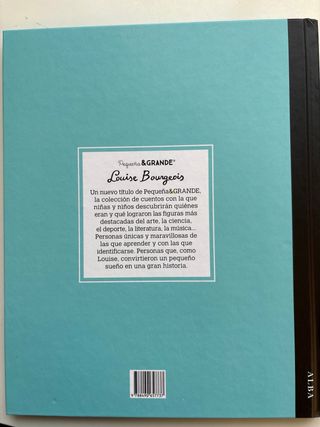 Pequeña&GRANDE
Louise Bourgeois
Un nuevo título de Pequeña&GRANDE,
la colección de cuentos con la que
niñas y niños descubrirán quiénes
eran y qué lograron las figuras más
destacadas del arte, la ciencia,
el deporte, la literatura, la música...
Personas únicas y maravillosas de
las que aprender y con las que
identificarse. Personas que, como
Louise, convirtieron un pequeño
sueño en una gran historia.
ALBA